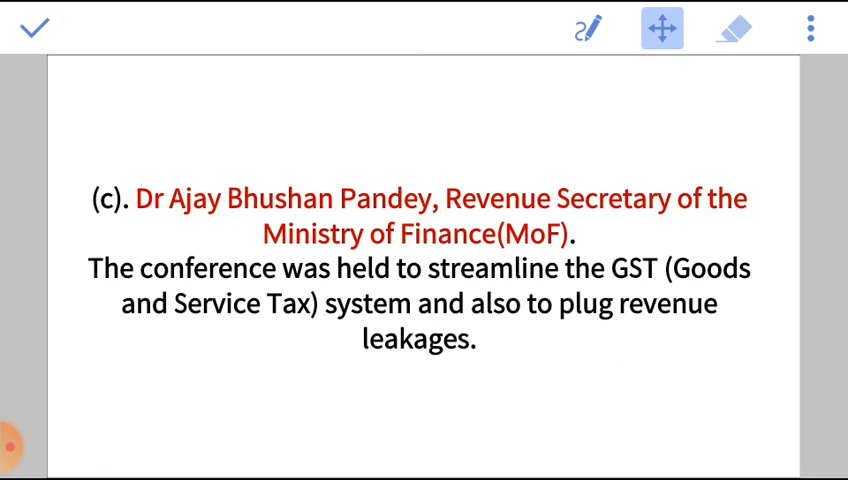 (c). Dr Ajay Bhushan Pandey, Revenue Secretary of the
Ministry of Finance(MoF).
The conference was held to streamline the GST (Goods
and Service Tax) system and also to plug revenue
leakages.